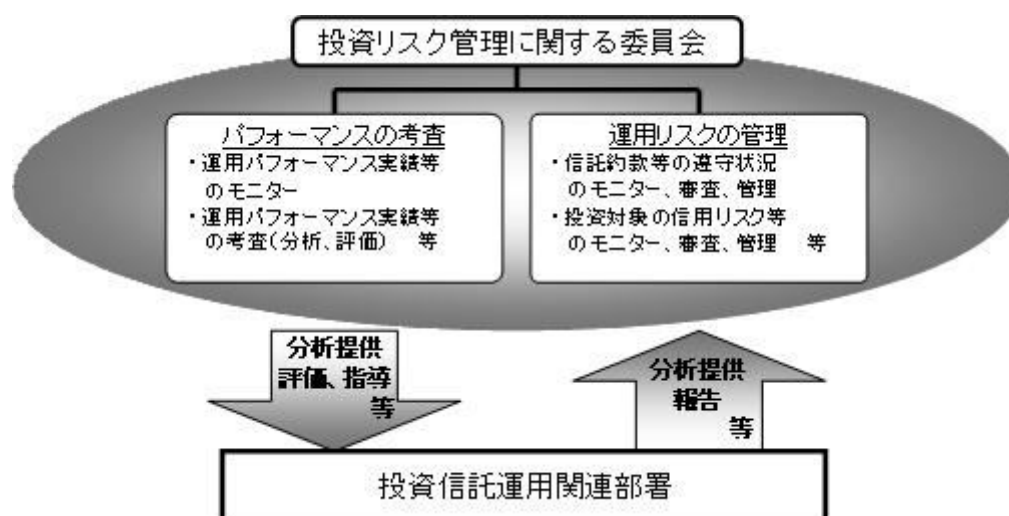 投資リスク管理に関する委員会
パフォーマンスの考査
・運用パフォーマンス実績等
のモニター
・運用パフォーマンス実績等
の考査(分析、評価)　等
運用リスクの管理
・信託約款等の遵守状況
のモニター、審査、管理
・投資対象の信用リスク等
のモニター、審査、管理　等
分析提供
評価、指導
等
分析提供
報告
等
投資信託運用関連部署